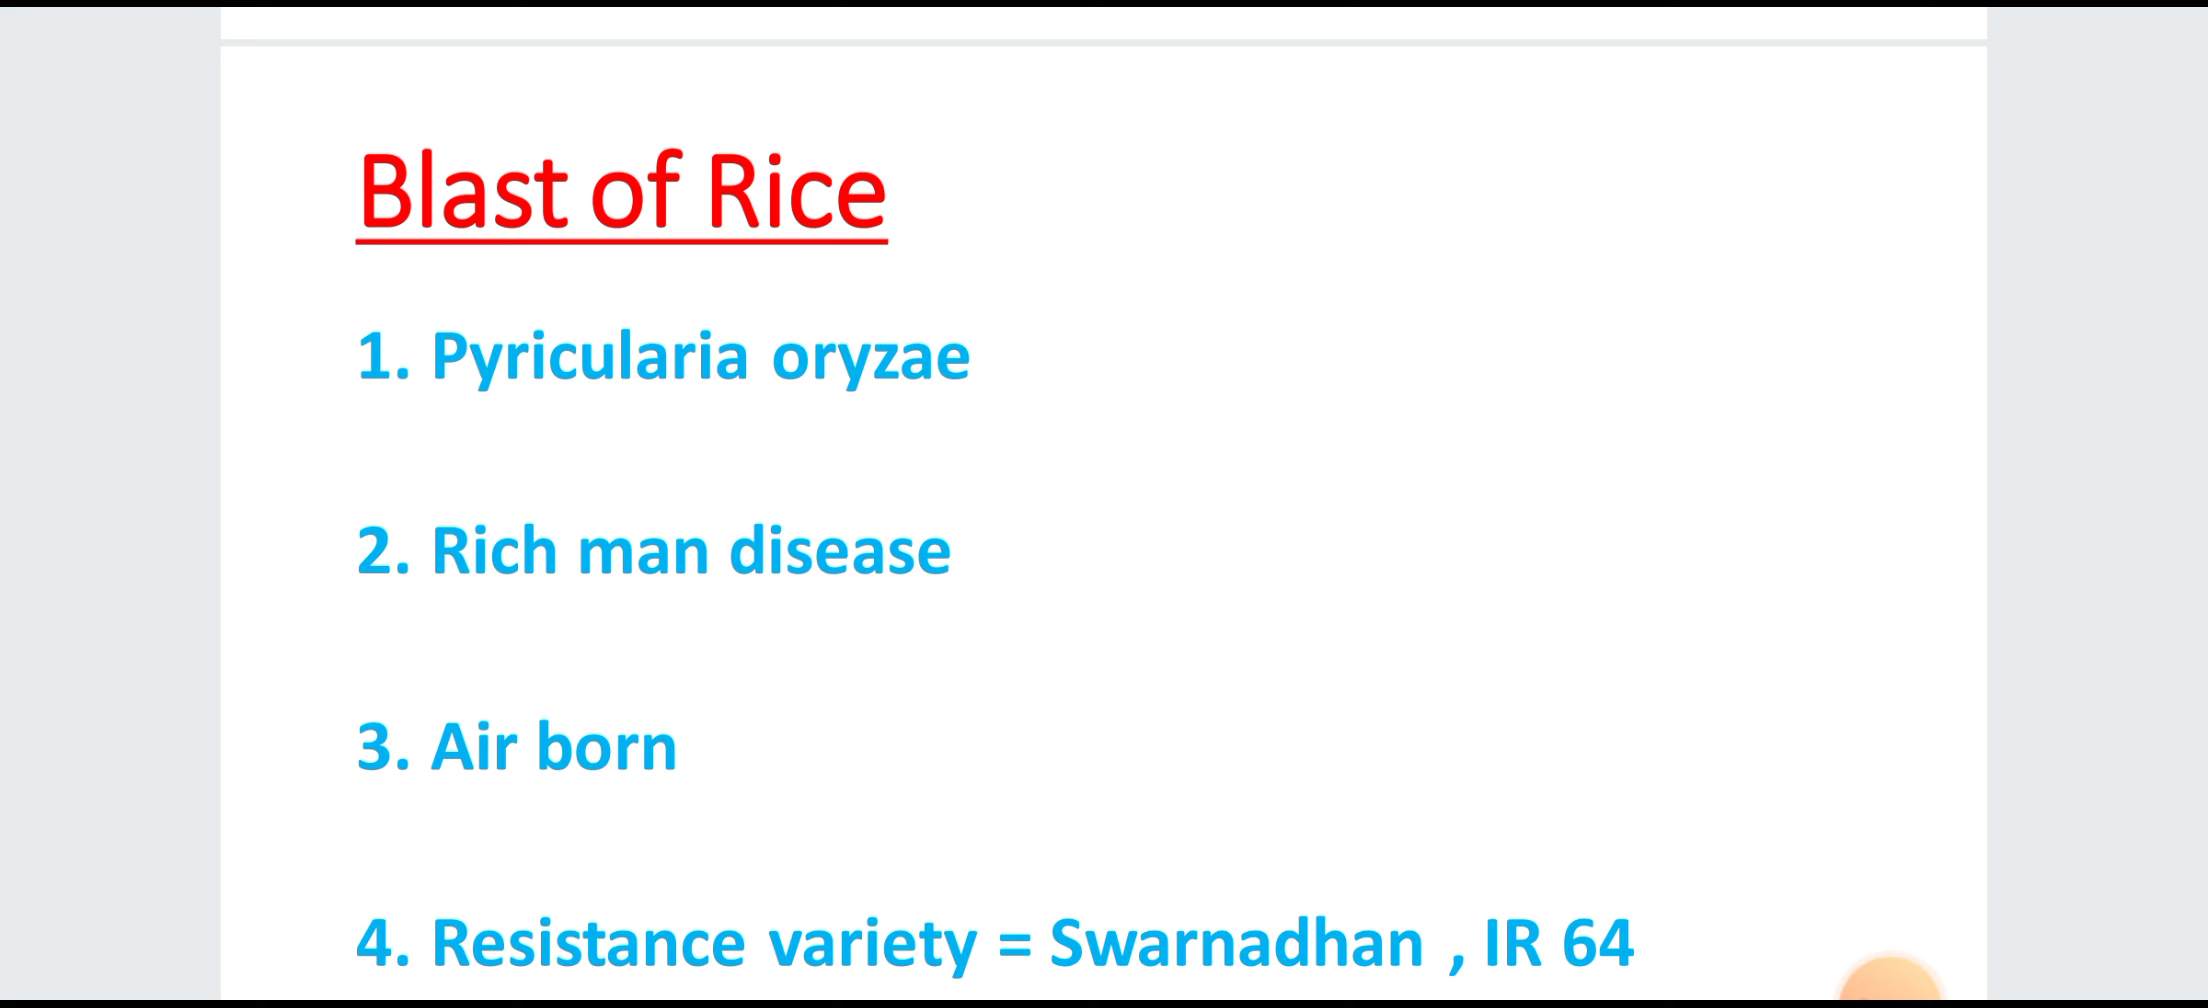 Blast of Rice
1. Pyricularia oryzae
2. Rich man disease
3. Air born
4. Resistance variety = Swarnadhan , IR 64